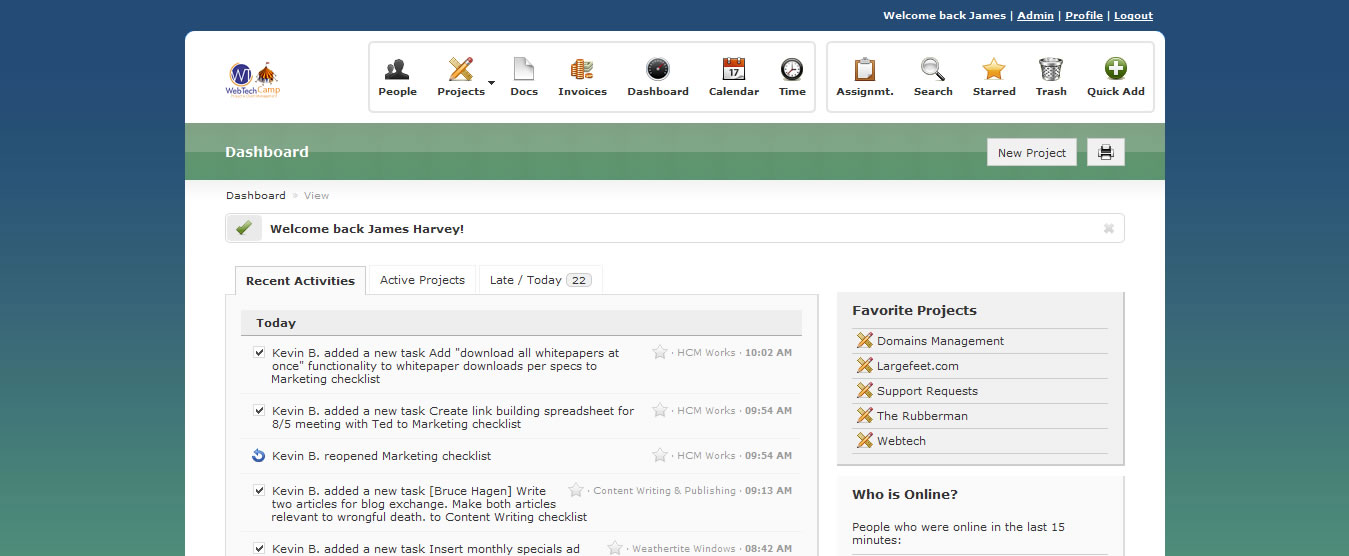 Welcome back James | Admin | Profile | Logout
WebTechCamp
People
Projects
Docs
Invoices
Dashboard
Calendar
17
Time
Assignmt.
Search
Starred
Trash
Quick Add
Dashboard
New Project
Dashboard » View
Welcome back James Harvey!
Recent Activities
Active Projects
Late / Today 22
Today
Kevin B. added a new task Add "download all whitepapers at
once" functionality to whitepaper downloads per specs to
Marketing checklist
· HCM Works · 10:02 AM
Kevin B. added a new task Create link building spreadsheet for
8/5 meeting with Ted to Marketing checklist
· HCM Works · 09:54 AM
Kevin B. reopened Marketing checklist
· HCM Works · 09:54 AM
Kevin B. added a new task [Bruce Hagen] Write
two articles for blog exchange. Make both articles
relevant to wrongful death. to Content Writing checklist
· Content Writing & Publishing · 09:13 AM
Kevin B. added a new task Insert monthly specials ad
· Weathertite Windows · 08:42 AM
Favorite Projects
Domains Management
Largefeet.com
Support Requests
The Rubberman
Webtech
Who is Online?
People who were online in the last 15
minutes: